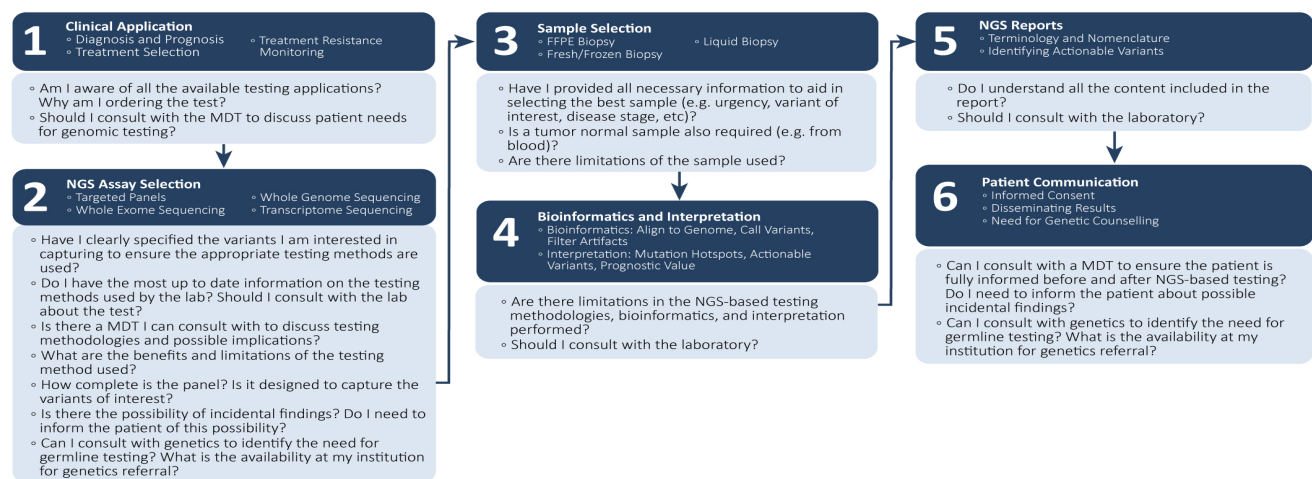 1
Clinical Application
◦ Diagnosis and Prognosis
◦ Treatment Selection
◦ Treatment Resistance
Monitoring
◦ Am I aware of all the available testing applications?
Why am I ordering the test?
◦ Should I consult with the MDT to discuss patient needs
for genomic testing?
2
NGS Assay Selection
◦ Targeted Panels
◦ Whole Exome Sequencing
◦ Whole Genome Sequencing
◦ Transcriptome Sequencing
◦ Have I clearly specified the variants I am interested in
capturing to ensure the appropriate testing methods are
used?
◦ Do I have the most up to date information on the testing
methods used by the lab? Should I consult with the lab
about the test?
◦ Is there a MDT I can consult with to discuss testing
methodologies and possible implications?
◦ What are the benefits and limitations of the testing
method used?
◦ How complete is the panel? Is it designed to capture the
variants of interest?
◦ Is there the possibility of incidental findings? Do I need to
inform the patient of this possibility?
◦ Can I consult with genetics to identify the need for
germline testing? What is the availability at my institution
for genetics referral?
3
Sample Selection
◦ FFPE Biopsy
◦ Fresh/Frozen Biopsy
◦ Liquid Biopsy
◦ Have I provided all necessary information to aid in
selecting the best sample (e.g. urgency, variant of
interest, disease stage, etc)?
◦ Is a tumor normal sample also required (e.g. from
blood)?
◦ Are there limitations of the sample used?
4
Bioinformatics and Interpretation
◦ Bioinformatics: Align to Genome, Call Variants,
Filter Artifacts
◦ Interpretation: Mutation Hotspots, Actionable
Variants, Prognostic Value
◦ Are there limitations in the NGS-based testing
methodologies, bioinformatics, and interpretation
performed?
◦ Should I consult with the laboratory?
5
NGS Reports
◦ Terminology and Nomenclature
◦ Identifying Actionable Variants
◦ Do I understand all the content included in the
report?
◦ Should I consult with the laboratory?
6
Patient Communication
◦ Informed Consent
◦ Disseminating Results
◦ Need for Genetic Counselling
◦ Can I consult with a MDT to ensure the patient is
fully informed before and after NGS-based testing?
Do I need to inform the patient about possible
incidental findings?
◦ Can I consult with genetics to identify the need for
germline testing? What is the availability at my
institution for genetics referral?